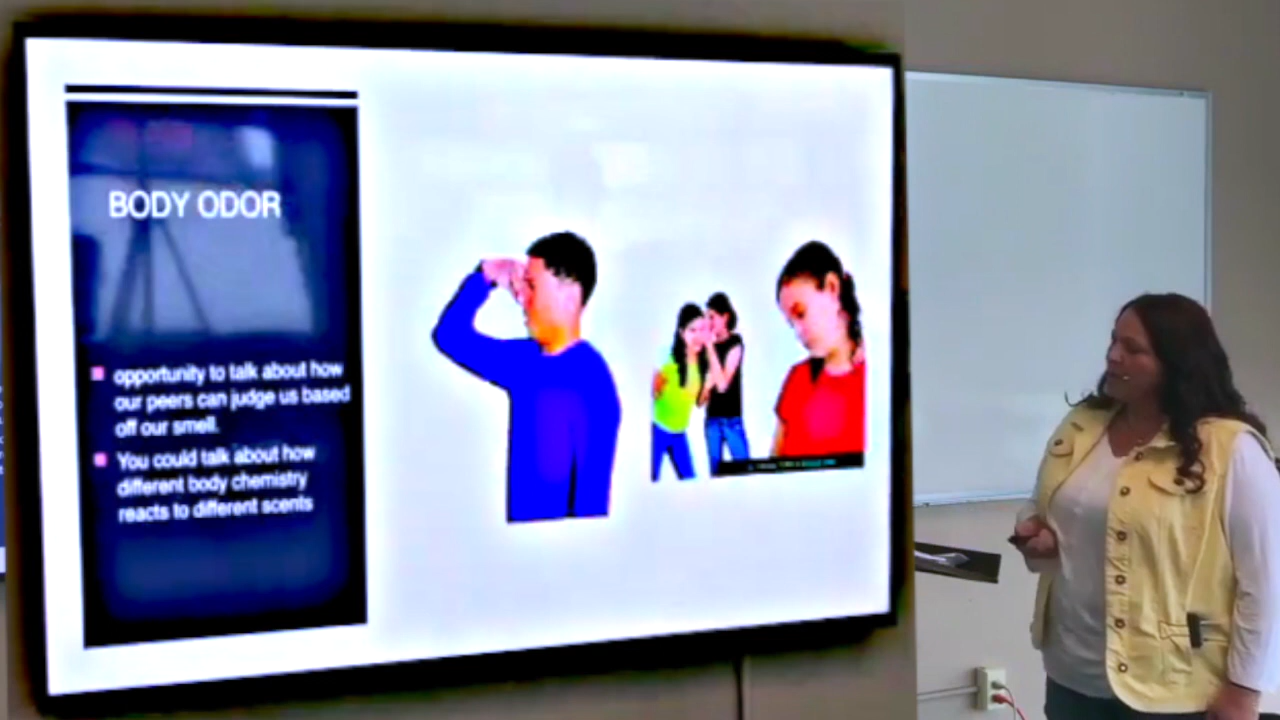 BODY ODOR
opportunity to talk about how
our peers can judge us based
off our smell.
You could talk about how
different body chemistry
reacts to different scents